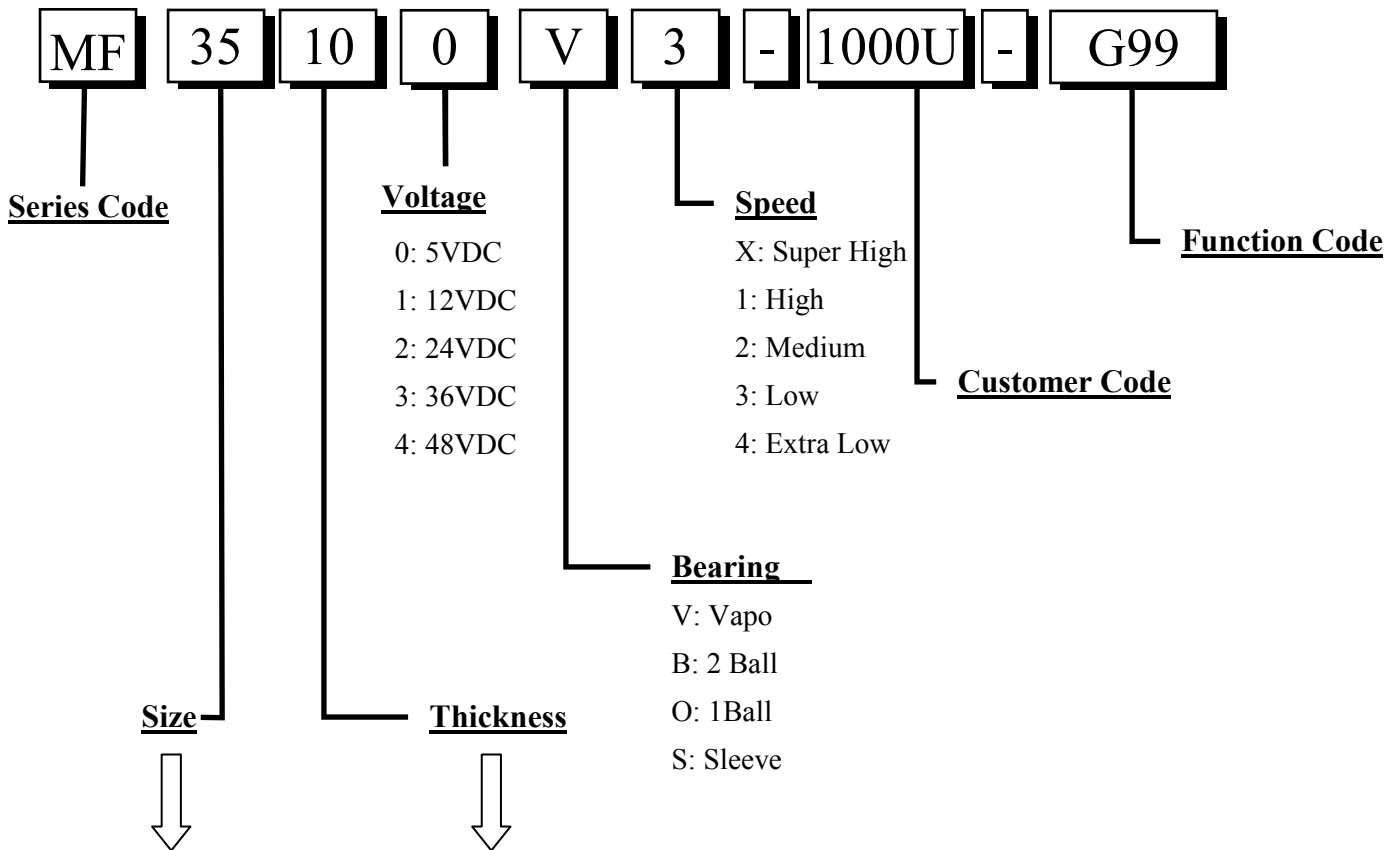 MF 35 10 0 V 3 - 1000U - G99
Series Code
Voltage
0: 5VDC
1: 12VDC
2: 24VDC
3: 36VDC
4: 48VDC
Speed
X: Super High
1: High
2: Medium
3: Low
4: Extra Low
Function Code
Customer Code
Bearing
V: Vapo
B: 2 Ball
O: 1Ball
S: Sleeve
Size
Thickness